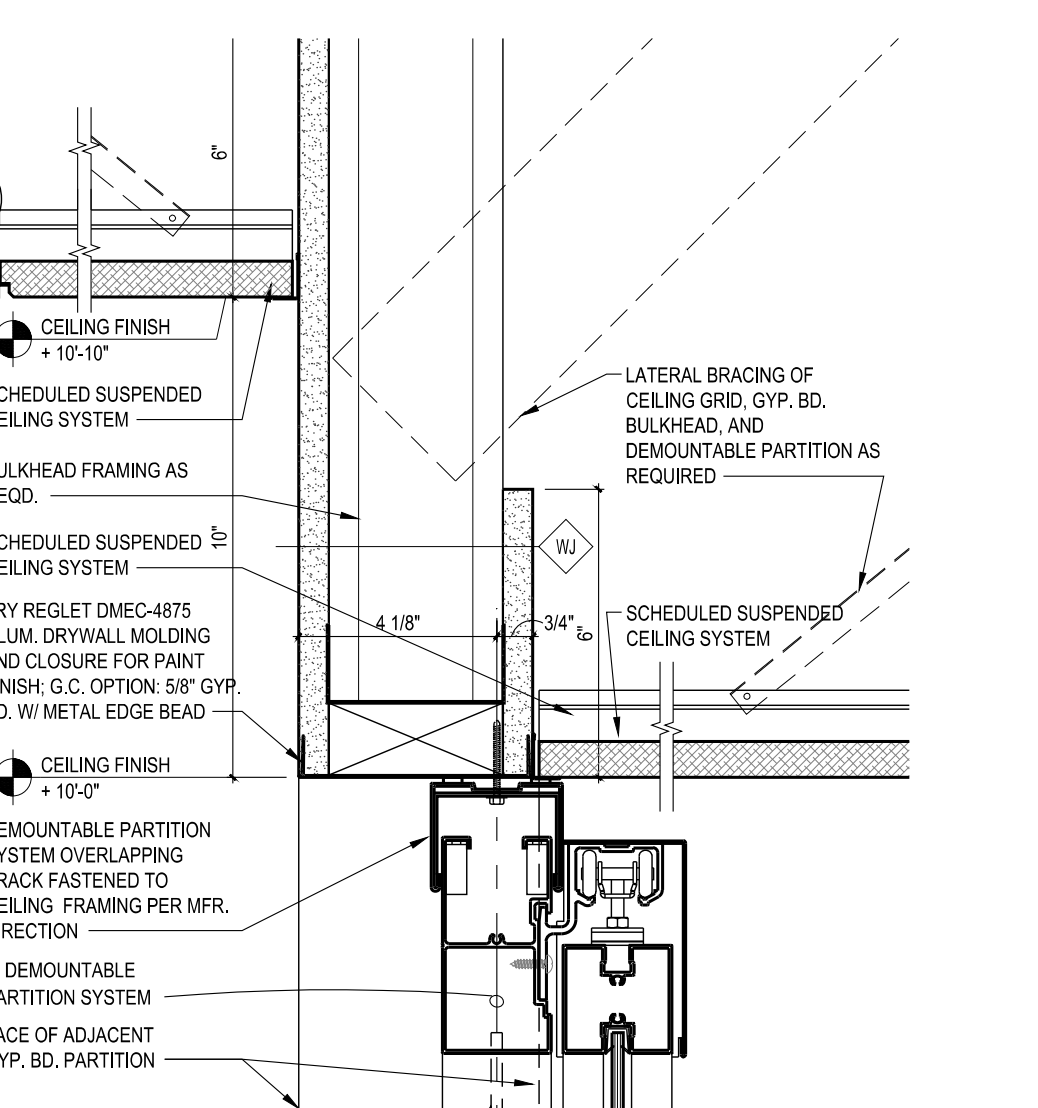 6"
CEILING FINISH
+ 10'-10"
CHEDULED SUSPENDED
EILING SYSTEM
ULKHEAD FRAMING AS
EQD.
10"
CHEDULED SUSPENDED
EILING SYSTEM
RY REGLET DMEC-4875
LUM. DRYWALL MOLDING
ND CLOSURE FOR PAINT
NISH; G.C. OPTION: 5/8" GYP.
D. W/ METAL EDGE BEAD
CEILING FINISH
+ 10'-0"
EMOUNTABLE PARTITION
YSTEM OVERLAPPING
RACK FASTENED TO
EILING FRAMING PER MFR.
IRECTION
DEMOUNTABLE
ARTITION SYSTEM
ACE OF ADJACENT
YP. BD. PARTITION
4 1/8"
3/4"
6"
WJ
LATERAL BRACING OF
CEILING GRID, GYP. BD.
BULKHEAD, AND
DEMOUNTABLE PARTITION AS
REQUIRED
SCHEDULED SUSPENDED
CEILING SYSTEM